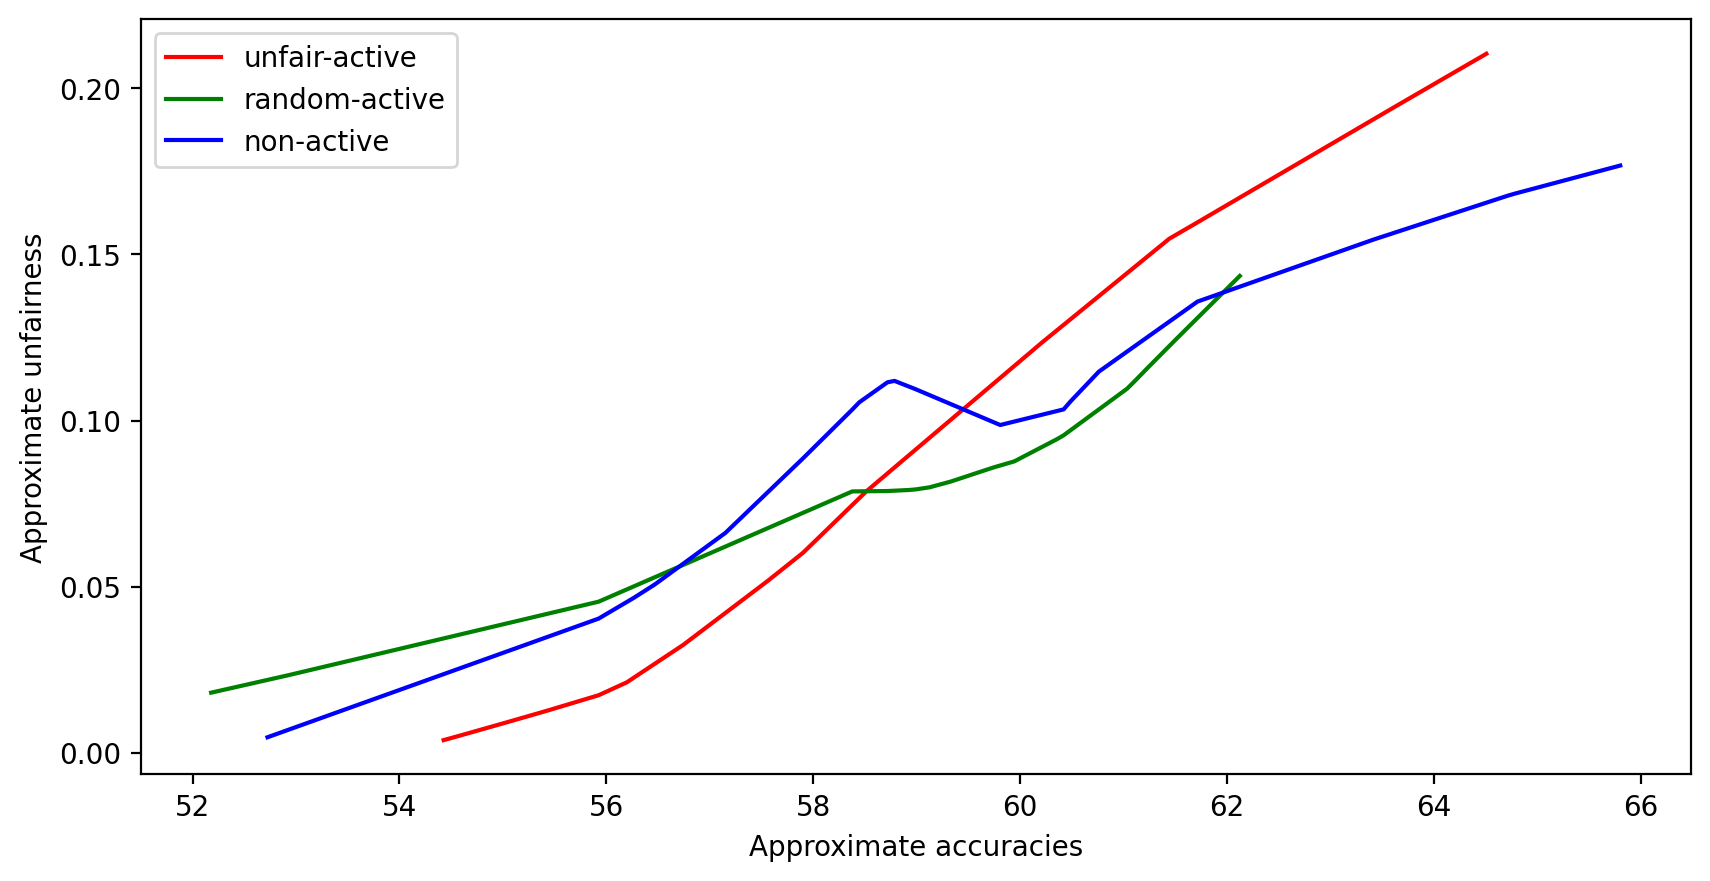 unfair-active
random-active
non-active
0.20
0.15
0.10
0.05
0.00
Approximate unfairness
52 54 56 58 60 62 64 66
Approximate accuracies